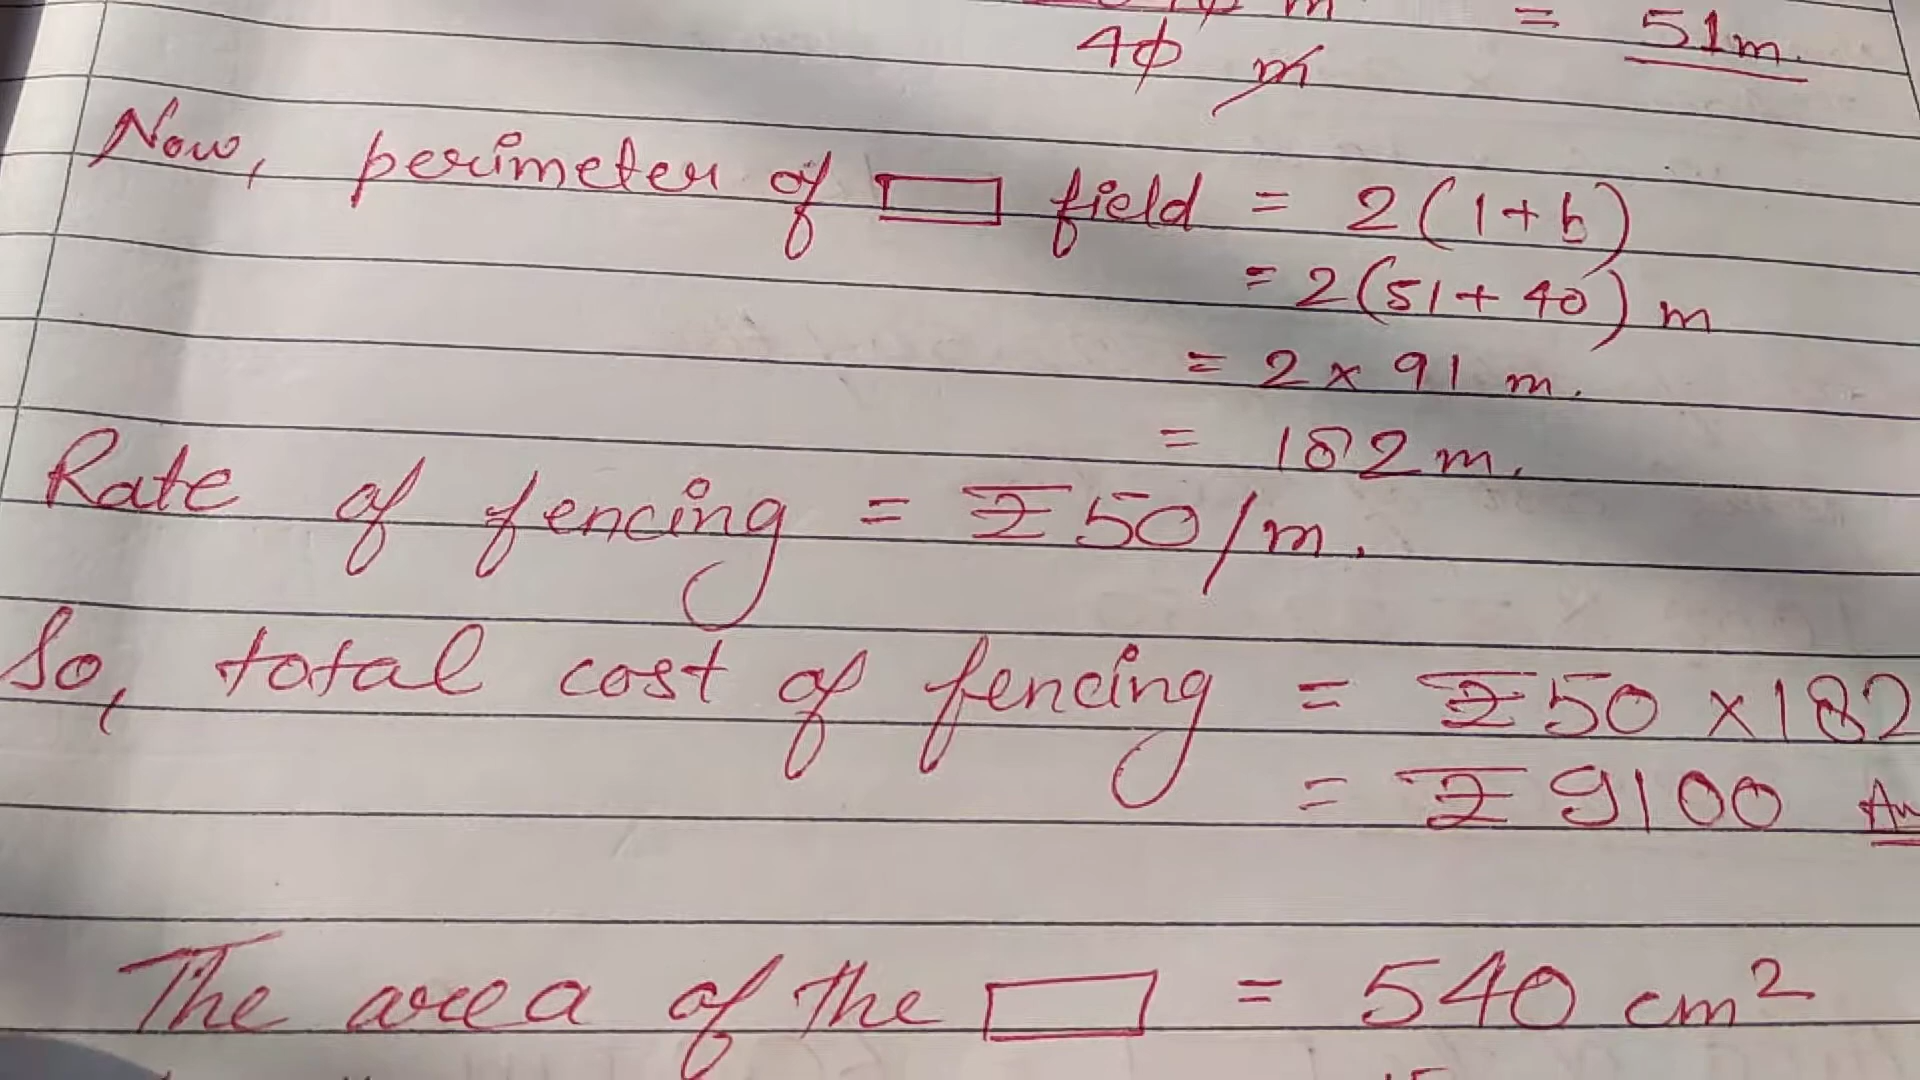 = 51m.
40 m
Now, perimeter of ▭ field = 2(l+b)
= 2(51+40) m
= 2 × 91 m.
= 182 m.
Rate of fencing = ₹50/m.
So, total cost of fencing = ₹50 ×182
= ₹9100
The area of the ▭ = 540 cm²